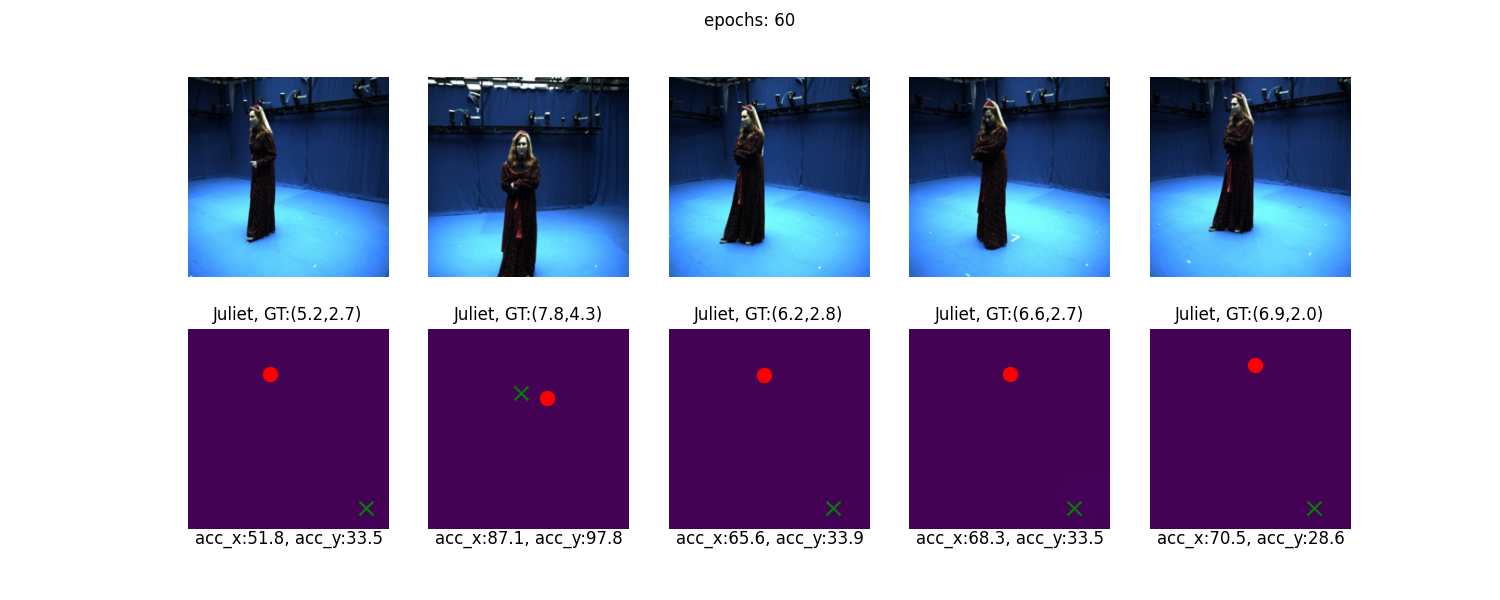 epochs: 60
Juliet, GT:(5.2,2.7)
Juliet, GT:(7.8,4.3)
Juliet, GT:(6.2,2.8)
Juliet, GT:(6.6,2.7)
Juliet, GT:(6.9,2.0)
acc_x:51.8, acc_y:33.5
acc_x:87.1, acc_y:97.8
acc_x:65.6, acc_y:33.9
acc_x:68.3, acc_y:33.5
acc_x:70.5, acc_y:28.6